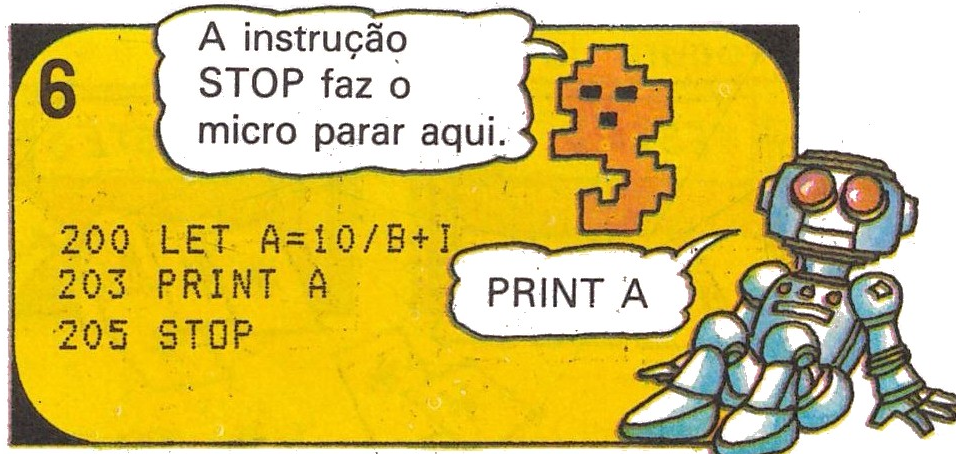 6
A instrução
STOP faz o
micro parar aqui.
200 LET A=10/B+I
203 PRINT A
205 STOP
PRINT A